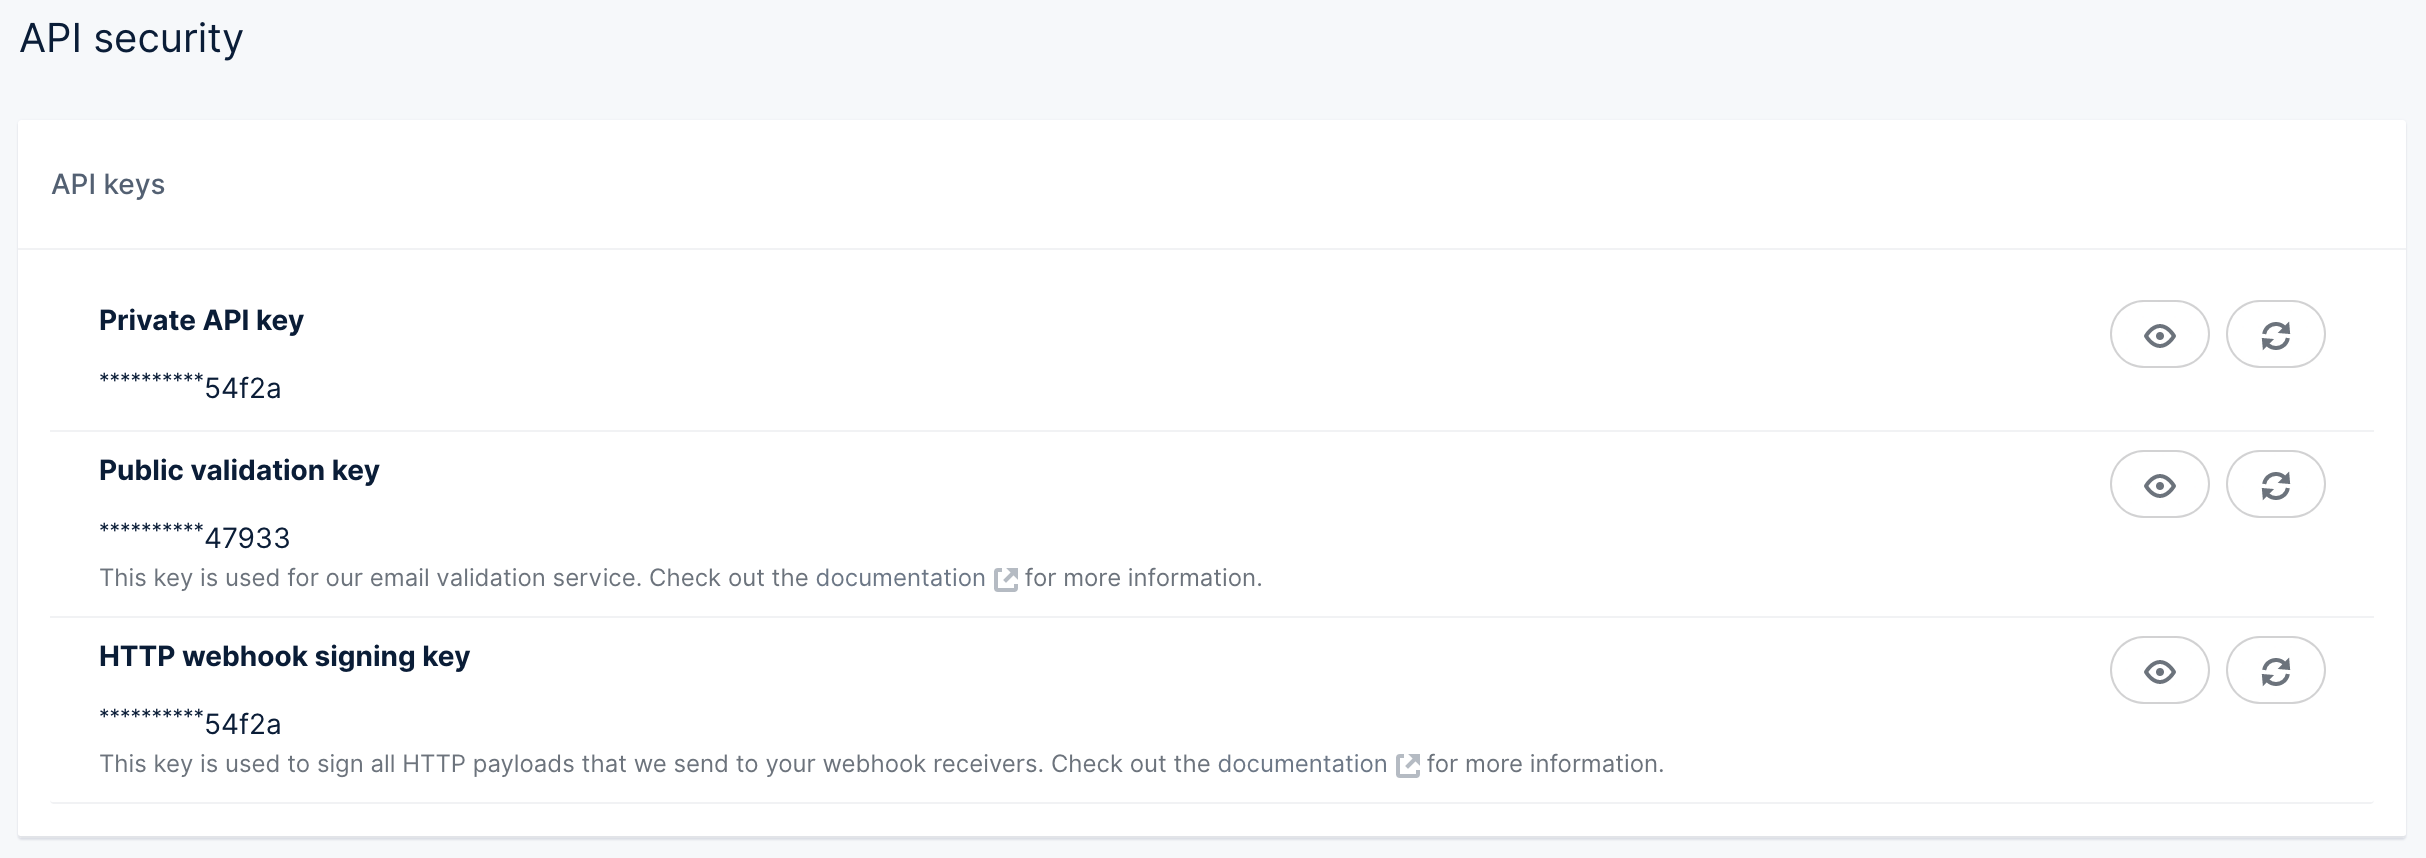 API security
API keys
Private API key
**********54f2a
Public validation key
**********47933
This key is used for our email validation service. Check out the documentation for more information.
HTTP webhook signing key
**********54f2a
This key is used to sign all HTTP payloads that we send to your webhook receivers. Check out the documentation for more information.